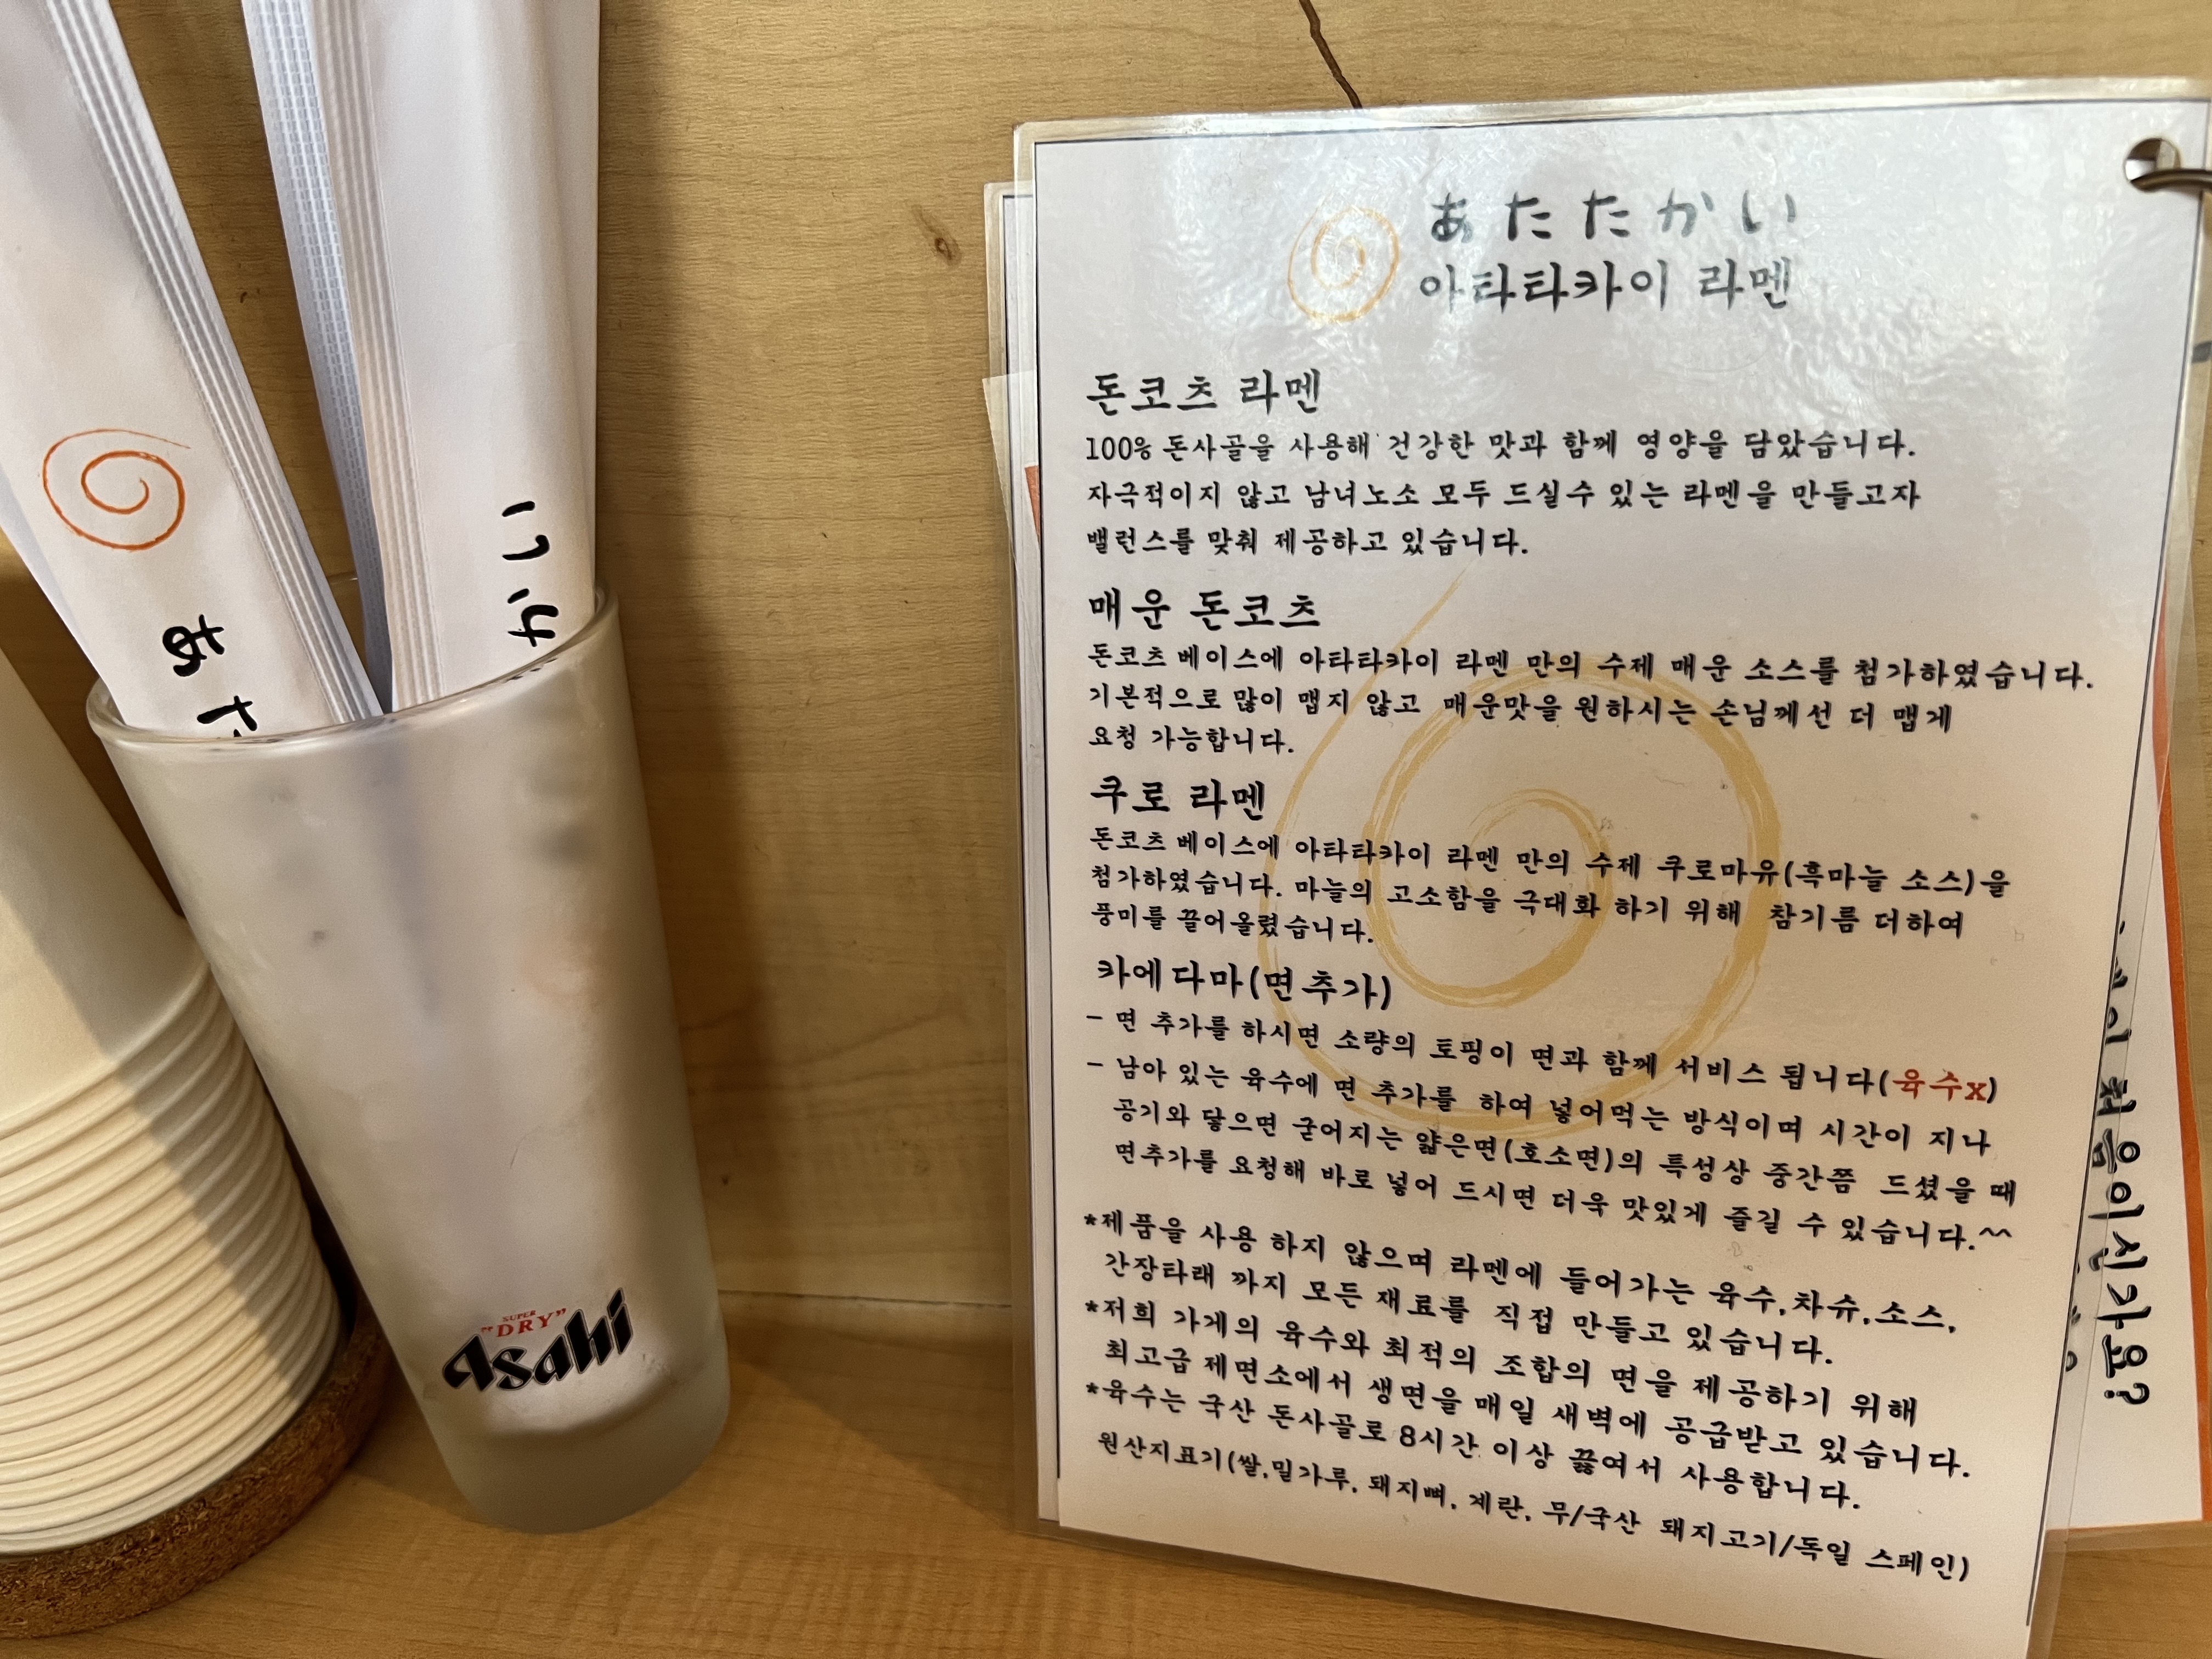 あ
い
か
SUPER
"DRY"
Asahi
あたたかい
아타타카이 라멘
돈코츠 라멘
100% 돈사골을 사용해 건강한 맛과 함께 영양을 담았습니다.
자극적이지 않고 남녀노소 모두 드실수 있는 라멘을 만들고자
밸런스를 맞춰 제공하고 있습니다.
매운 돈코츠
돈코츠 베이스에 아타타카이 라멘 만의 수제 매운 소스를 첨가하였습니다.
기본적으로 많이 맵지 않고 매운맛을 원하시는 손님께선 더 맵게
요청 가능합니다.
쿠로 라멘
돈코츠 베이스에 아타타카이 라멘 만의 수제 쿠로마유(흑마늘 소스)을
첨가하였습니다. 마늘의 고소함을 극대화 하기 위해 참기름 더하여
풍미를 끌어올렸습니다.
카에다마(면추가)
- 면 추가를 하시면 소량의 토핑이 면과 함께 서비스 됩니다(육수x)
- 남아 있는 육수에 면 추가를 하여 넣어먹는 방식이며 시간이 지나
공기와 닿으면 굳어지는 얇은면(호소면)의 특성상 중간쯤 드셨을 때
면추가를 요청해 바로 넣어 드시면 더욱 맛있게 즐길 수 있습니다.^^
*제품을 사용 하지 않으며 라멘에 들어가는 육수,차슈,소스,
간장타래 까지 모든 재료를 직접 만들고 있습니다.
*저희 가게의 육수와 최적의 조합의 면을 제공하기 위해
최고급 제면소에서 생면을 매일 새벽에 공급받고 있습니다.
*육수는 국산 돈사골로 8시간 이상 끓여서 사용합니다.
원산지표기(쌀,밀가루, 돼지뼈, 계란, 무/국산 돼지고기/독일 스페인)
처음이신가요?